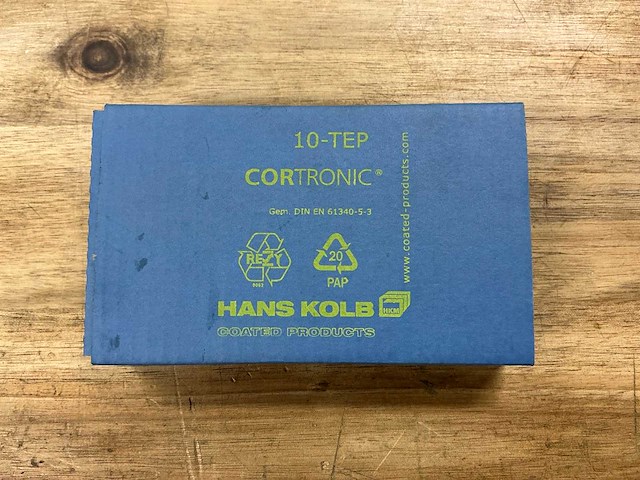 10-TEP
CORTRONIC®
Gem. DIN EN 61340-5-3
www.coated-products.com
REZY
20
PAP
HANS KOLB
HKM
COATED PRODUCTS